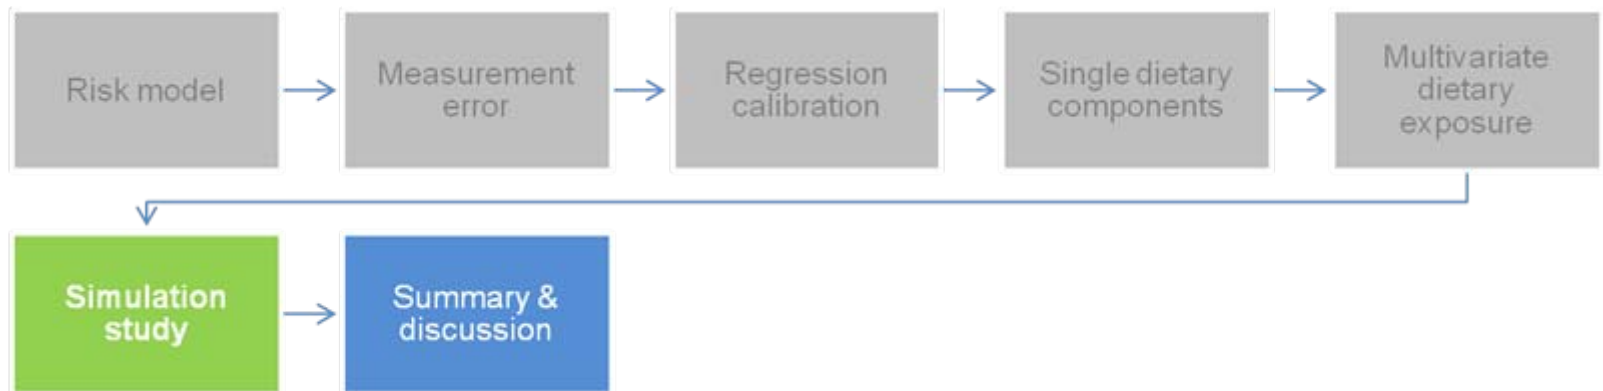 Risk model
Measurement
error
Regression
calibration
Single dietary
components
Multivariate
dietary
exposure
Simulation
study
Summary &
discussion